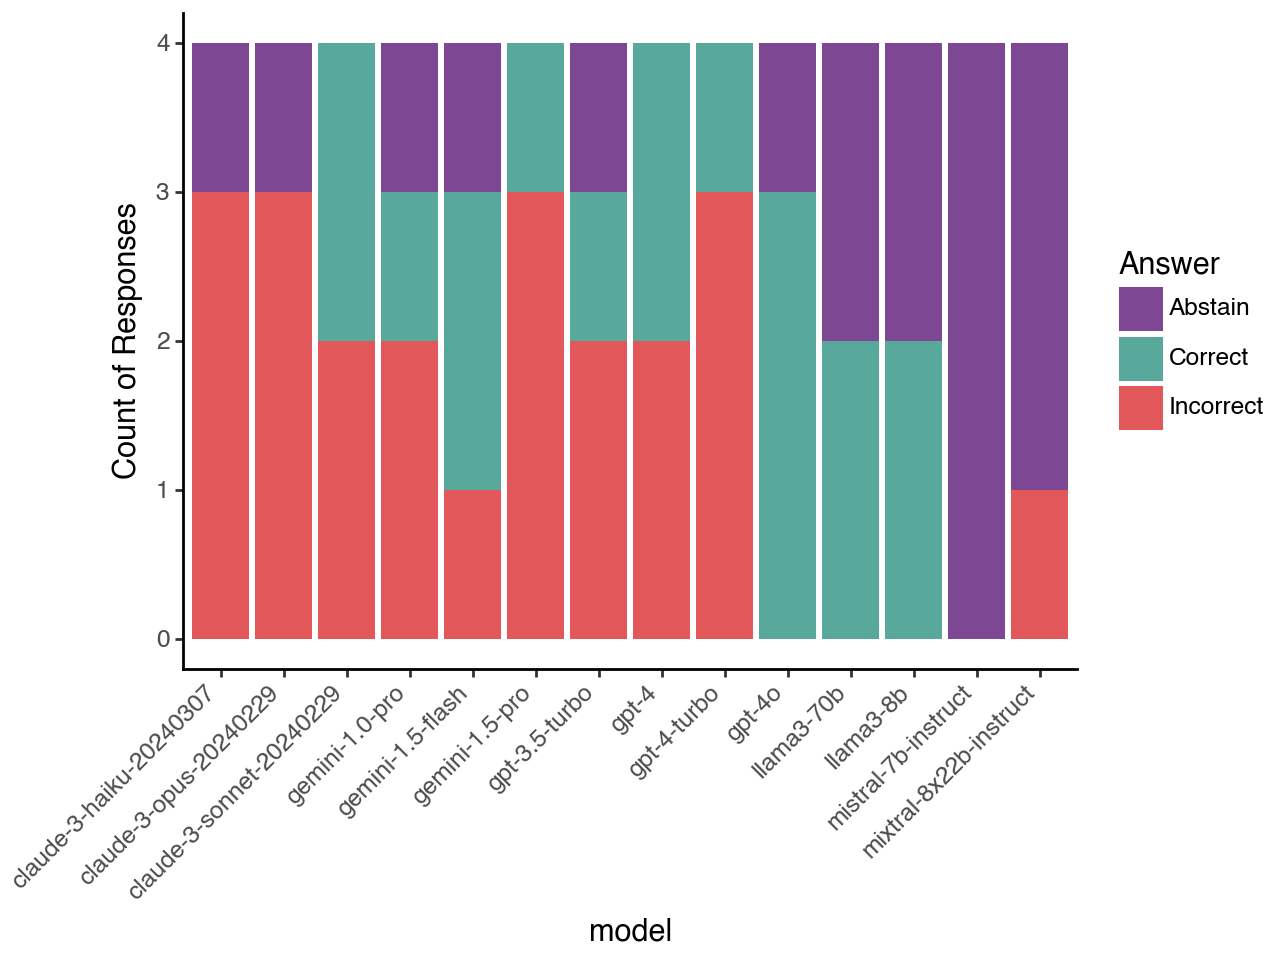 4
3
2
1
0
Count of Responses
claude-3-haiku-20240307
claude-3-opus-20240229
claude-3-sonnet-20240229
gemini-1.0-pro
gemini-1.5-flash
gemini-1.5-pro
gpt-3.5-turbo
gpt-4
gpt-4-turbo
gpt-4o
llama3-70b
llama3-8b
mistral-7b-instruct
mixtral-8x22b-instruct
model
Answer
Abstain
Correct
Incorrect